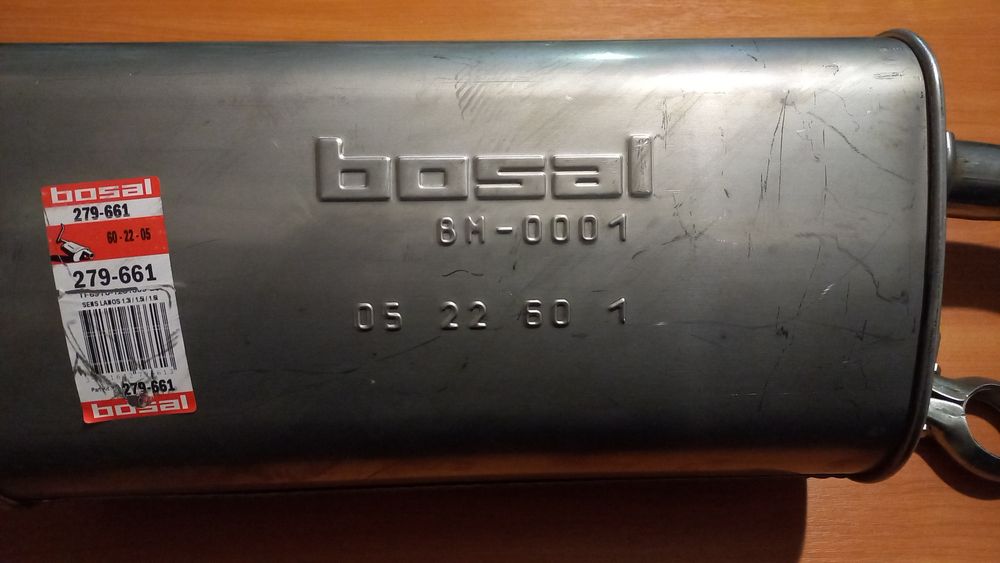 bosal
8M-0001
05 22 60 1
bosal
279-661
60-22-05
279-661
SENS LANOS 1.3i / 1.5i / 1.6i
279-661
bosal